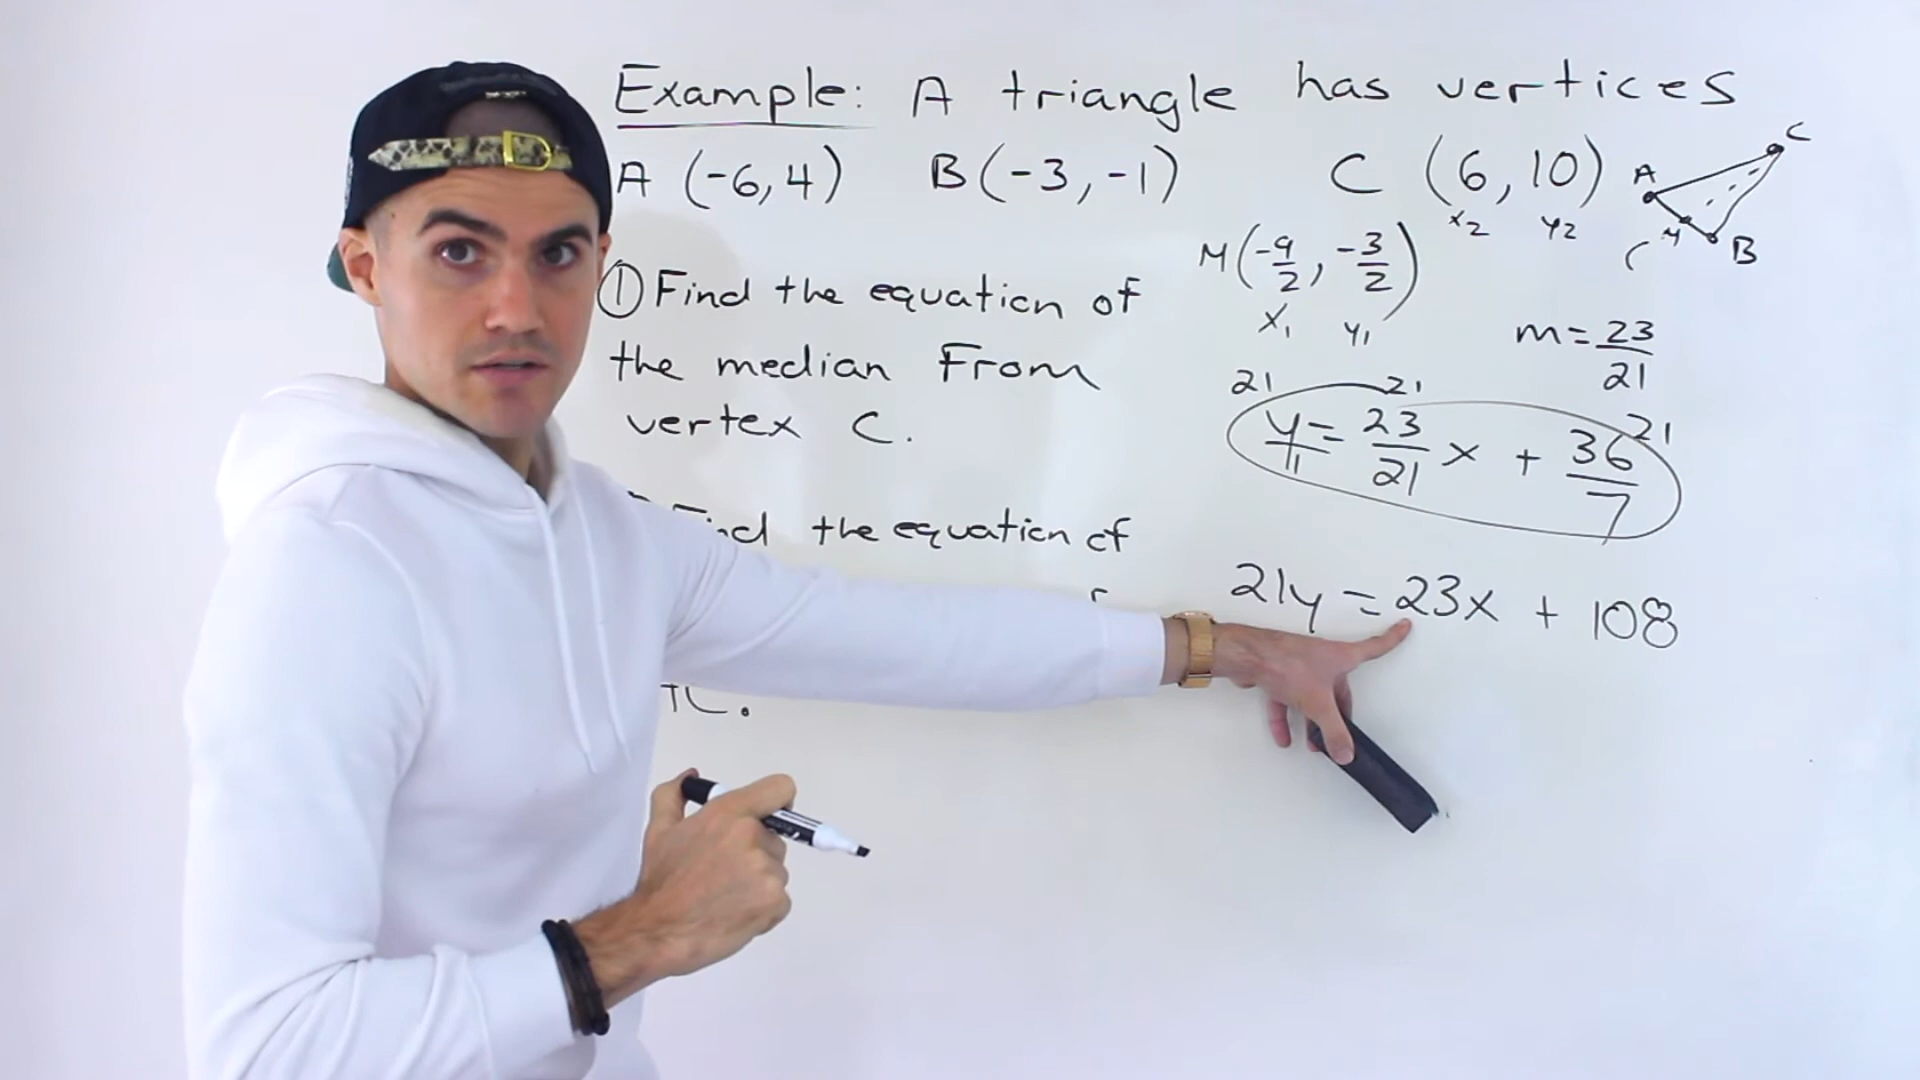 Example: A triangle has vertices
A (-6,4) B(-3,-1) C (6,10)
x2 y2
A
C
M
B
M(-9/2, -3/2)
x1 y1
① Find the equation of
the median From
vertex C.
m = 23/21
21 21 21
y/1 = 23/21 x + 36/7
the equation of
21y = 23x + 108